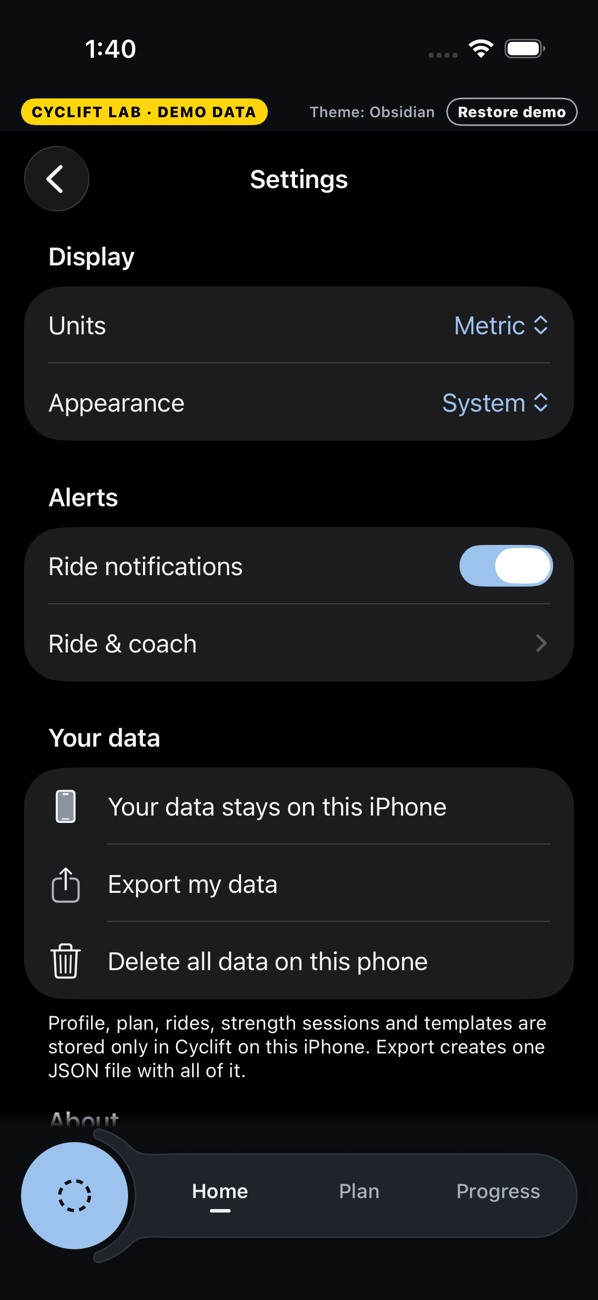 1:40
CYCLIFT LAB · DEMO DATA
Theme: Obsidian
Restore demo
Settings
Display
Units
Metric
Appearance
System
Alerts
Ride notifications
Ride & coach
Your data
Your data stays on this iPhone
Export my data
Delete all data on this phone
Profile, plan, rides, strength sessions and templates are
stored only in Cyclift on this iPhone. Export creates one
JSON file with all of it.
About
Home
Plan
Progress